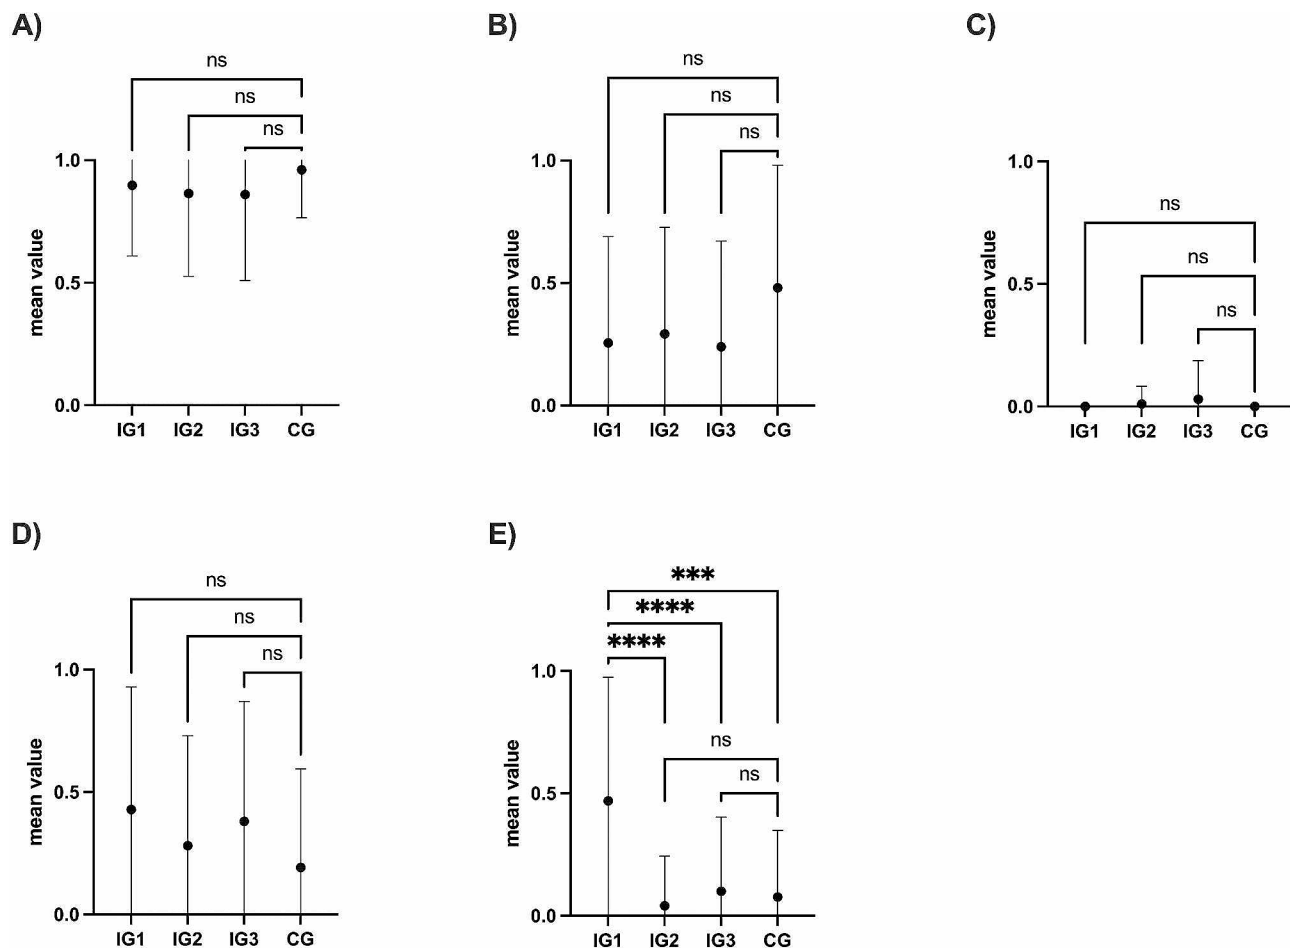 A)
ns
ns
ns
1.0
0.5
0.0
mean value
IG1 IG2 IG3 CG
B)
ns
ns
ns
1.0
0.5
0.0
mean value
IG1 IG2 IG3 CG
C)
1.0
ns
ns
ns
0.5
0.0
mean value
IG1 IG2 IG3 CG
D)
ns
ns
ns
1.0
0.5
0.0
mean value
IG1 IG2 IG3 CG
E)
***
****
****
1.0
ns
ns
0.5
0.0
mean value
IG1 IG2 IG3 CG